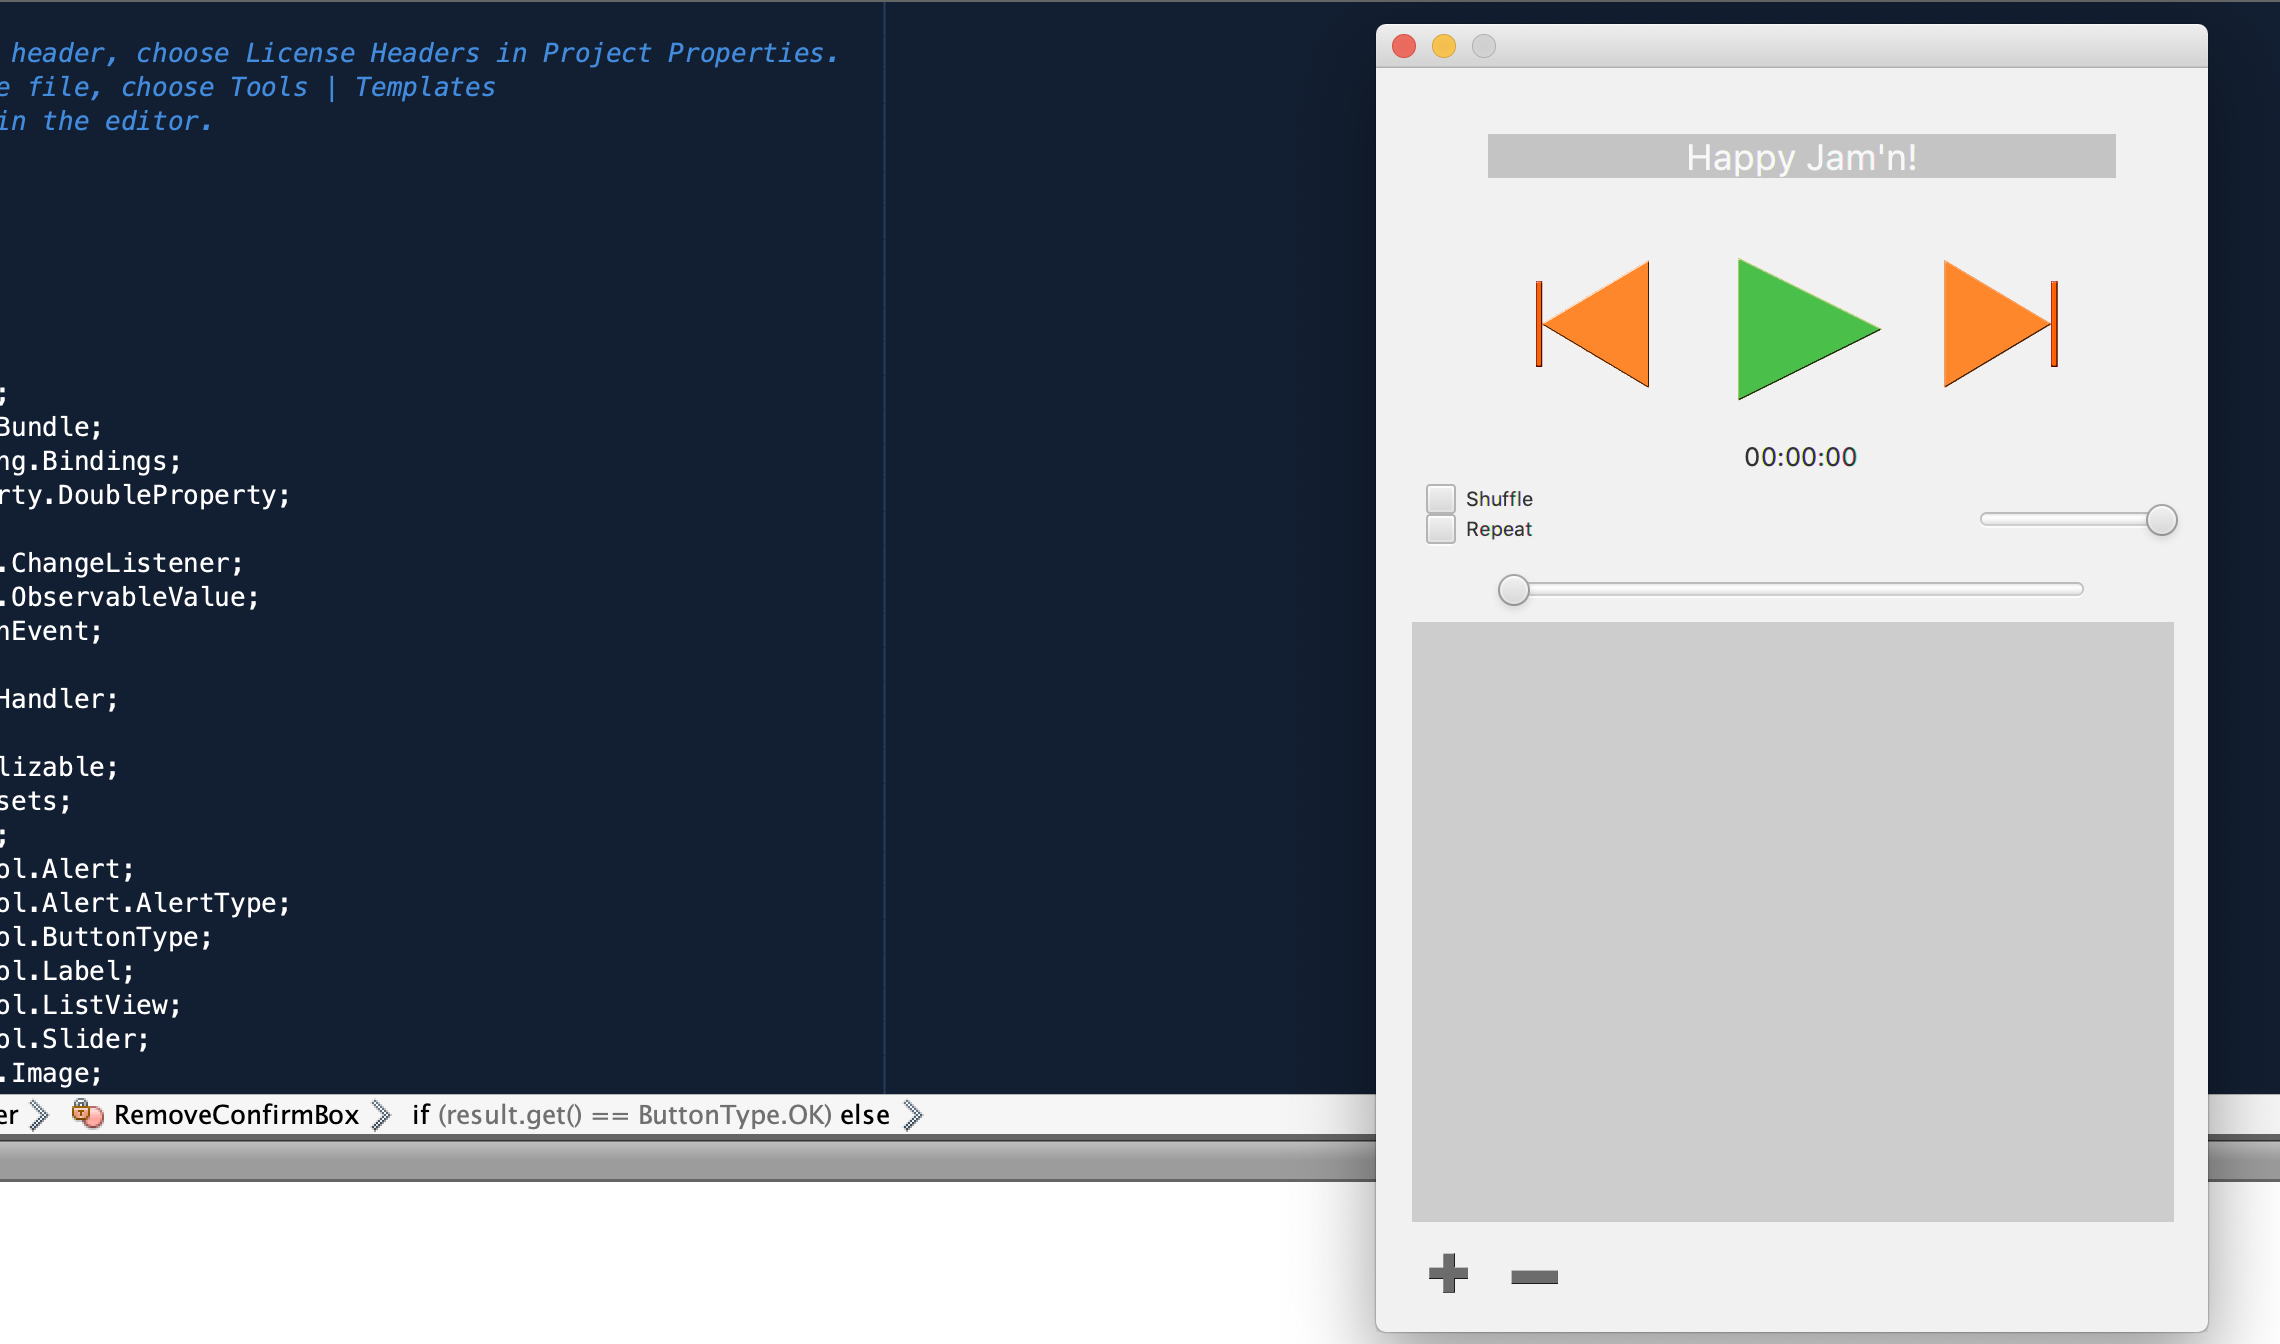 header, choose License Headers in Project Properties.
e file, choose Tools | Templates
in the editor.
;
Bundle;
ng.Bindings;
rty.DoubleProperty;
.ChangeListener;
.ObservableValue;
nEvent;
Handler;
lizable;
sets;
;
ol.Alert;
ol.Alert.AlertType;
ol.ButtonType;
ol.Label;
ol.ListView;
ol.Slider;
.Image;
er RemoveConfirmBox if (result.get() == ButtonType.OK) else
Happy Jam'n!
00:00:00
Shuffle
Repeat